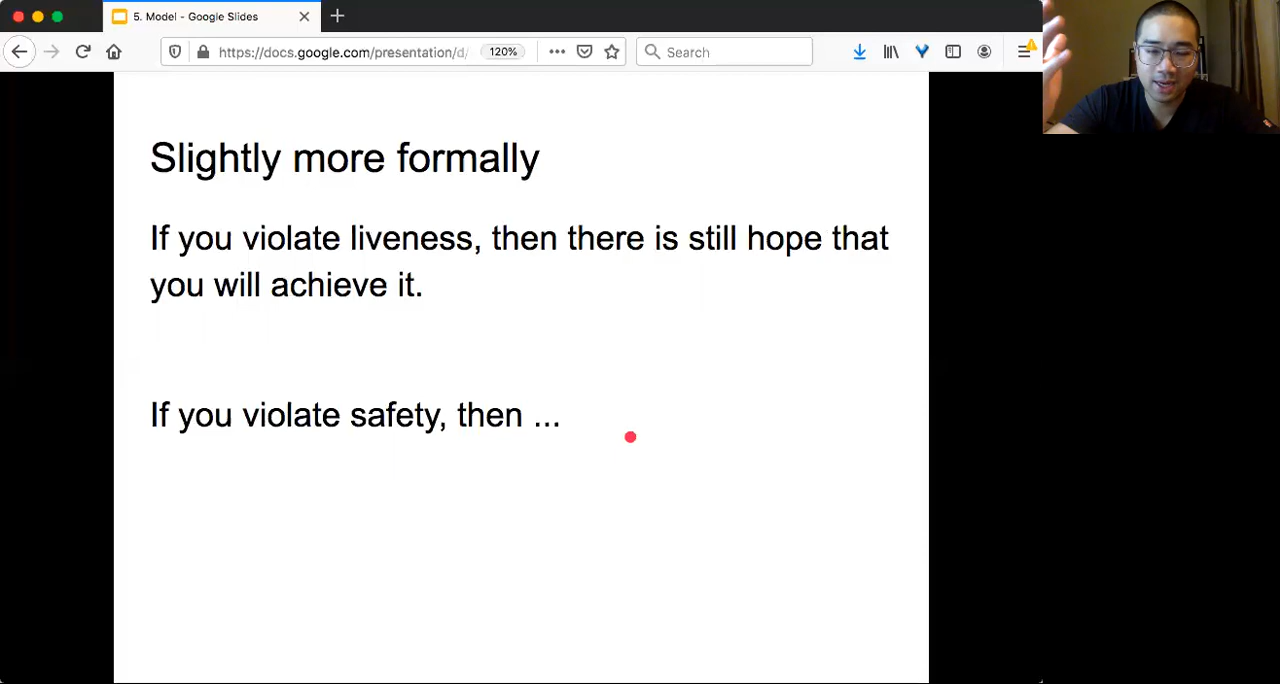 5. Model - Google Slides
https://docs.google.com/presentation/d/
120%
Search
Slightly more formally
If you violate liveness, then there is still hope that
you will achieve it.
If you violate safety, then ...